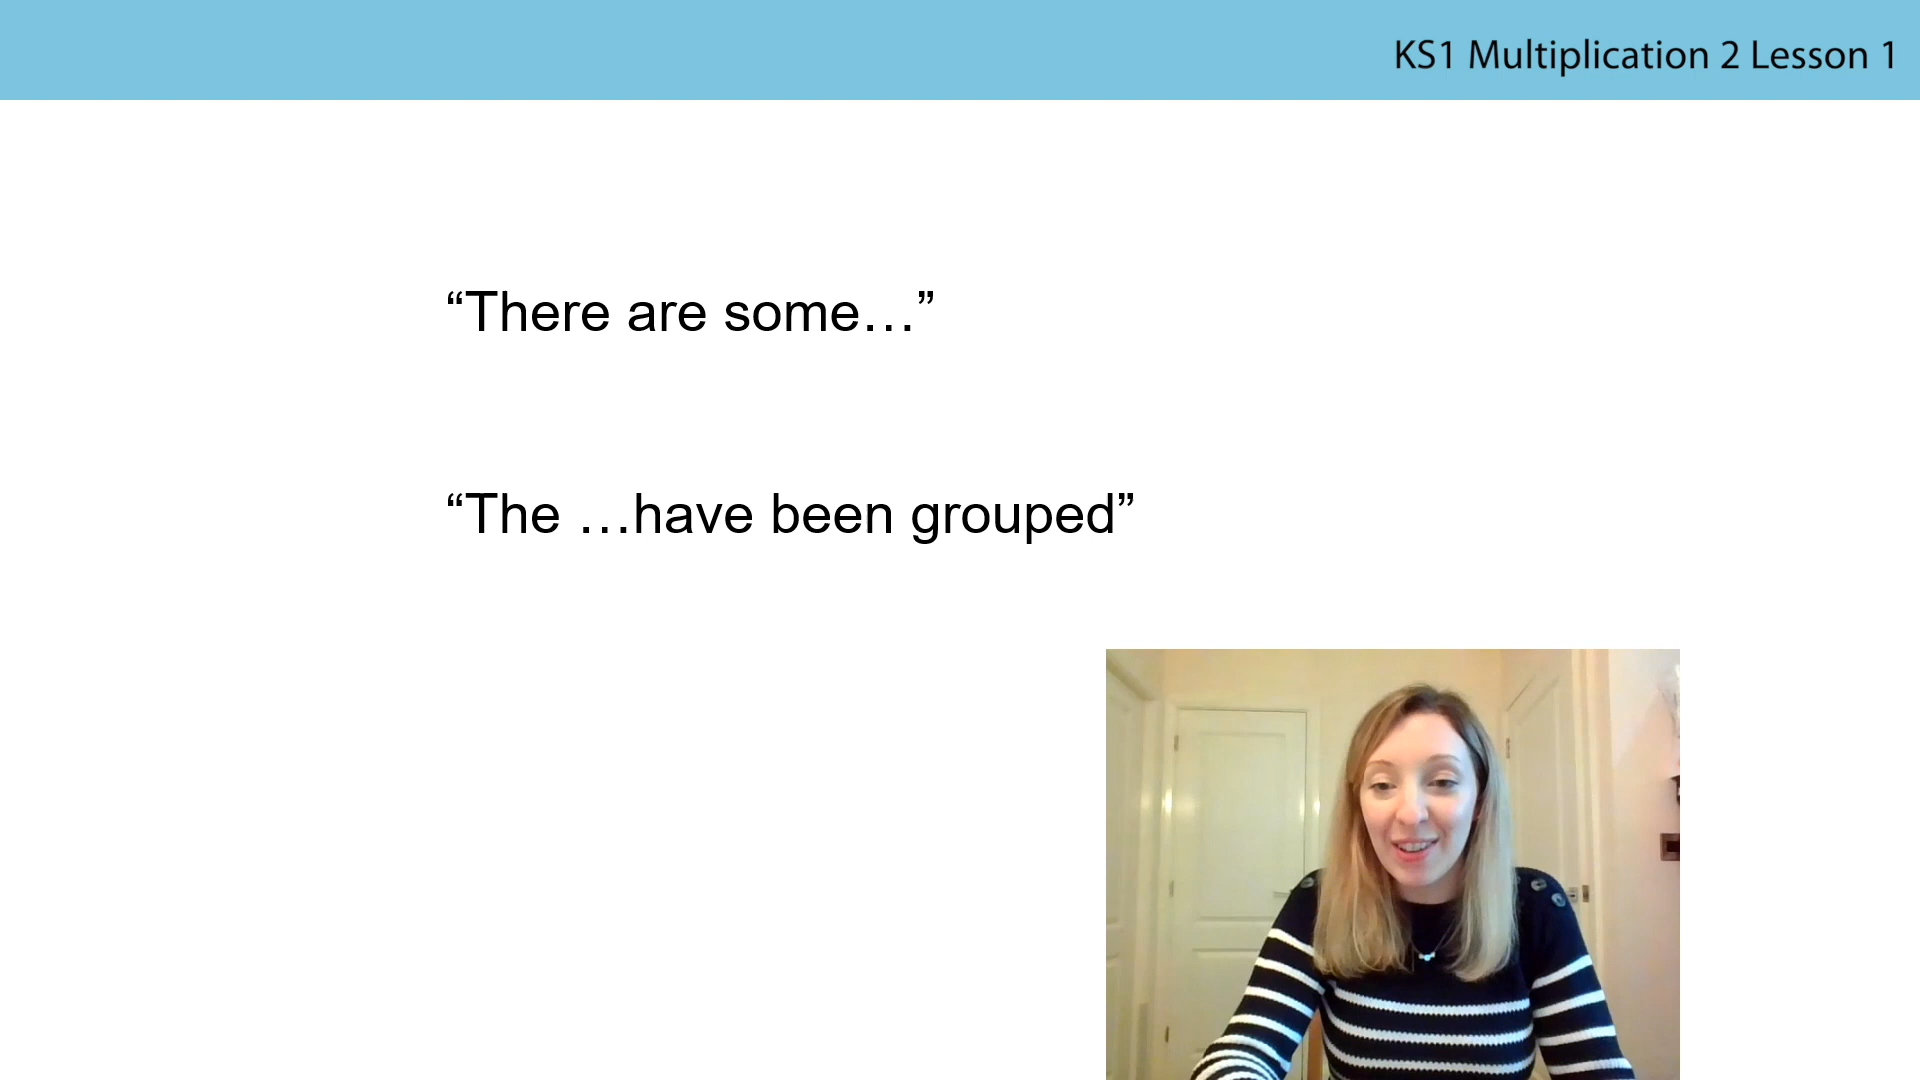 KS1 Multiplication 2 Lesson 1
“There are some…”
“The …have been grouped”